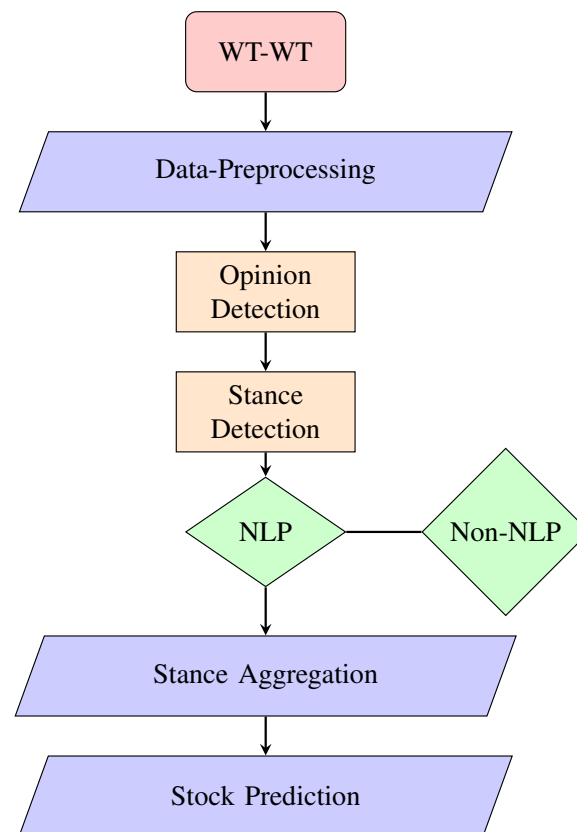 WT-WT
Data-Preprocessing
Opinion
Detection
Stance
Detection
NLP
Non-NLP
Stance Aggregation
Stock Prediction